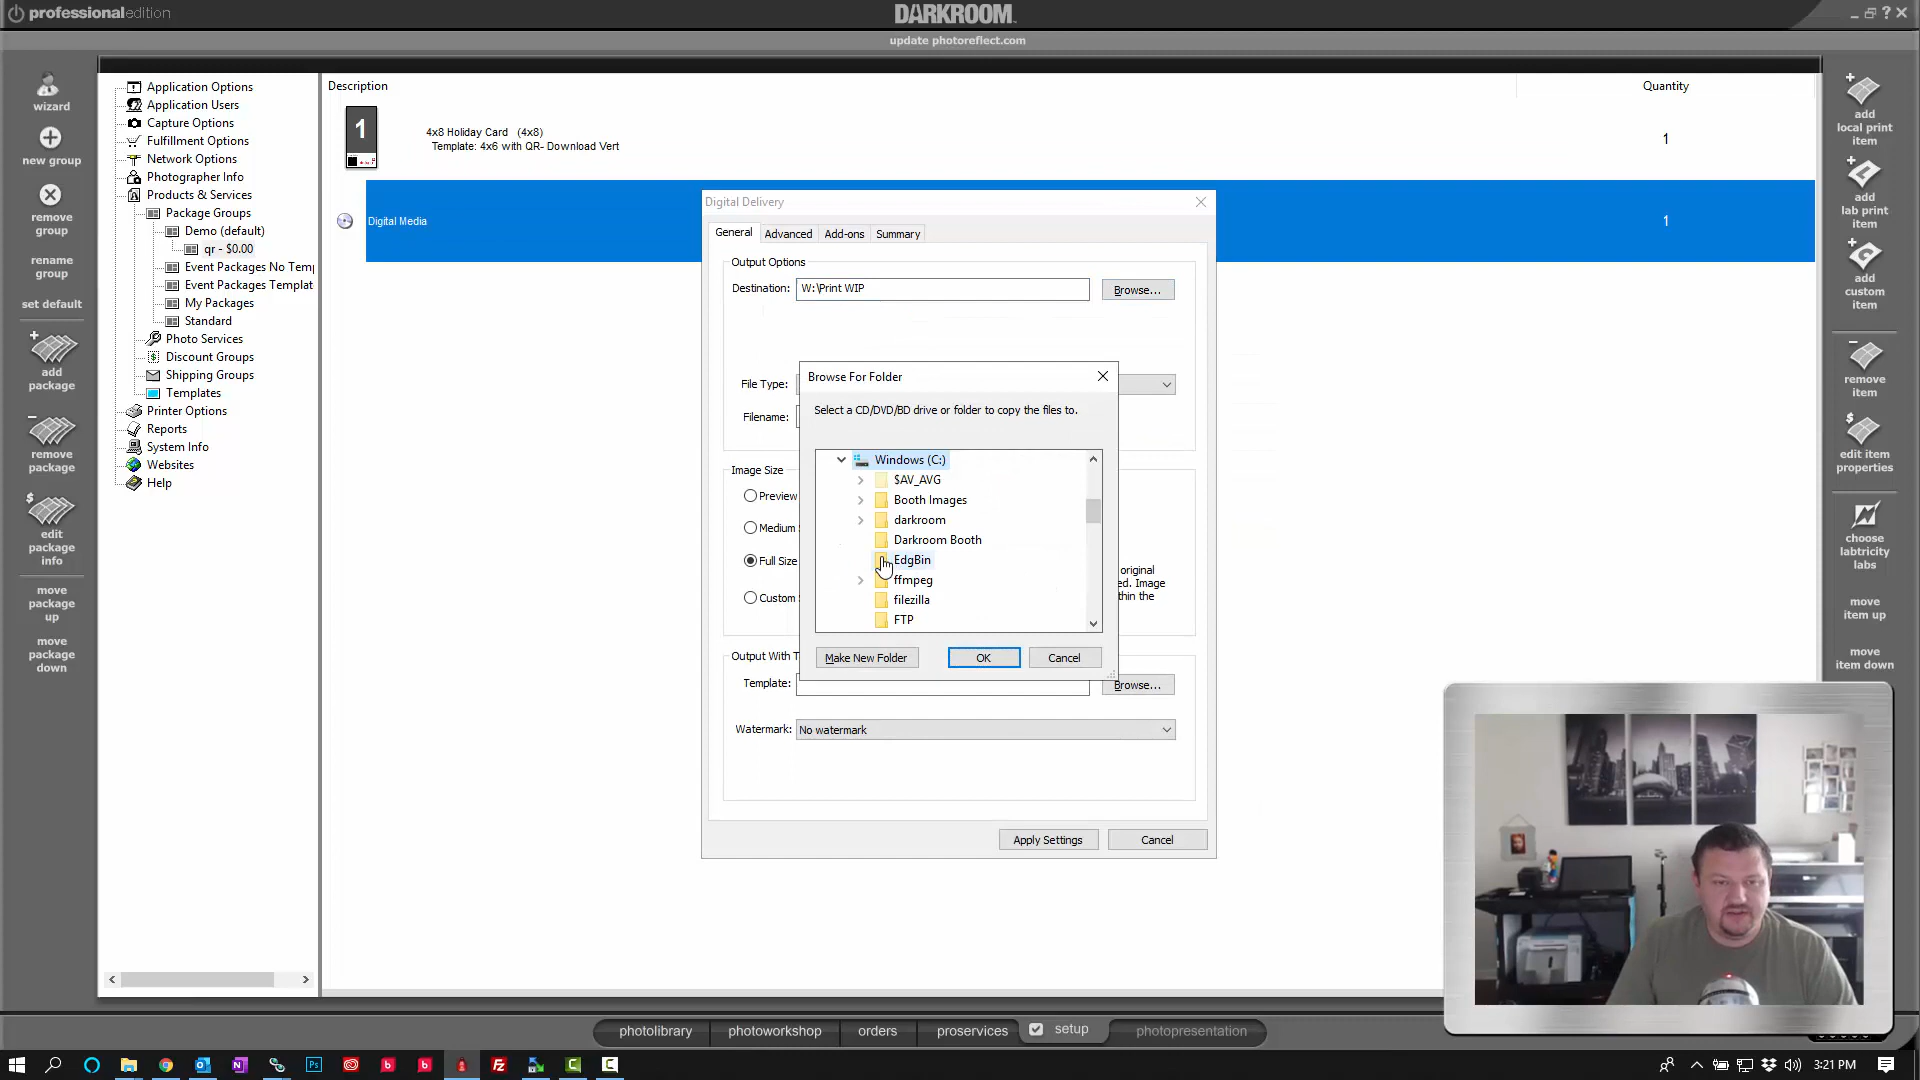 professionaledition
DARKROOM
update photoreflect.com
wizard
new group
remove group
rename group
set default
add package
remove package
edit package info
move package up
move package down
Application Options
Application Users
Capture Options
Fulfillment Options
Network Options
Photographer Info
Products & Services
Package Groups
Demo (default)
qr - $0.00
Event Packages No Temp
Event Packages Templat
My Packages
Standard
Photo Services
Discount Groups
Shipping Groups
Templates
Printer Options
Reports
System Info
Websites
Help
Description
Quantity
1
4x8 Holiday Card (4x8)
Template: 4x6 with QR- Download Vert
1
Digital Media
1
Digital Delivery
General
Advanced
Add-ons
Summary
Output Options
Destination:
W:\Print WIP
Browse...
File Type:
Filename:
Image Size
Preview
Medium
Full Size
Custom
original
ed. Image
thin the
Output With T
Template:
Browse...
Watermark:
No watermark
Apply Settings
Cancel
Browse For Folder
Select a CD/DVD/BD drive or folder to copy the files to.
Windows (C:)
$AV_AVG
Booth Images
darkroom
Darkroom Booth
EdgBin
ffmpeg
filezilla
FTP
Make New Folder
OK
Cancel
add local print item
add lab print item
add custom item
remove item
edit item properties
choose labtricity labs
move item up
move item down
photolibrary
photoworkshop
orders
proservices
setup
photopresentation
3:21 PM